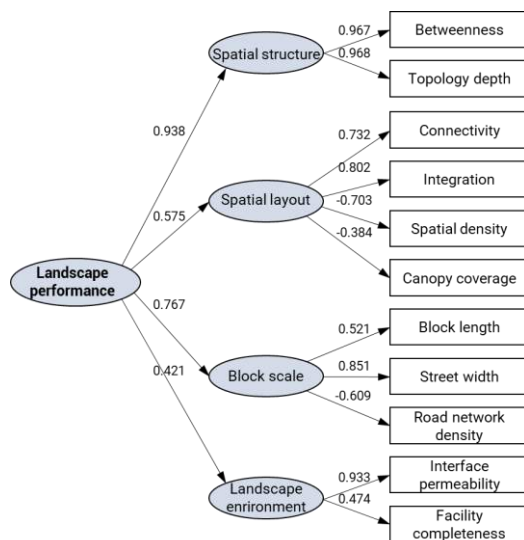 0.967
Betweenness
Spatial structure
0.968
Topology depth
0.938
0.732
Connectivity
0.802
Integration
0.575
Spatial layout
-0.703
Spatial density
-0.384
Canopy coverage
Landscape
performance
0.767
0.521
Block length
0.421
Block scale
0.851
Street width
-0.609
Road network
density
0.933
Interface
permeability
Landscape
enrironment
0.474
Facility
completeness